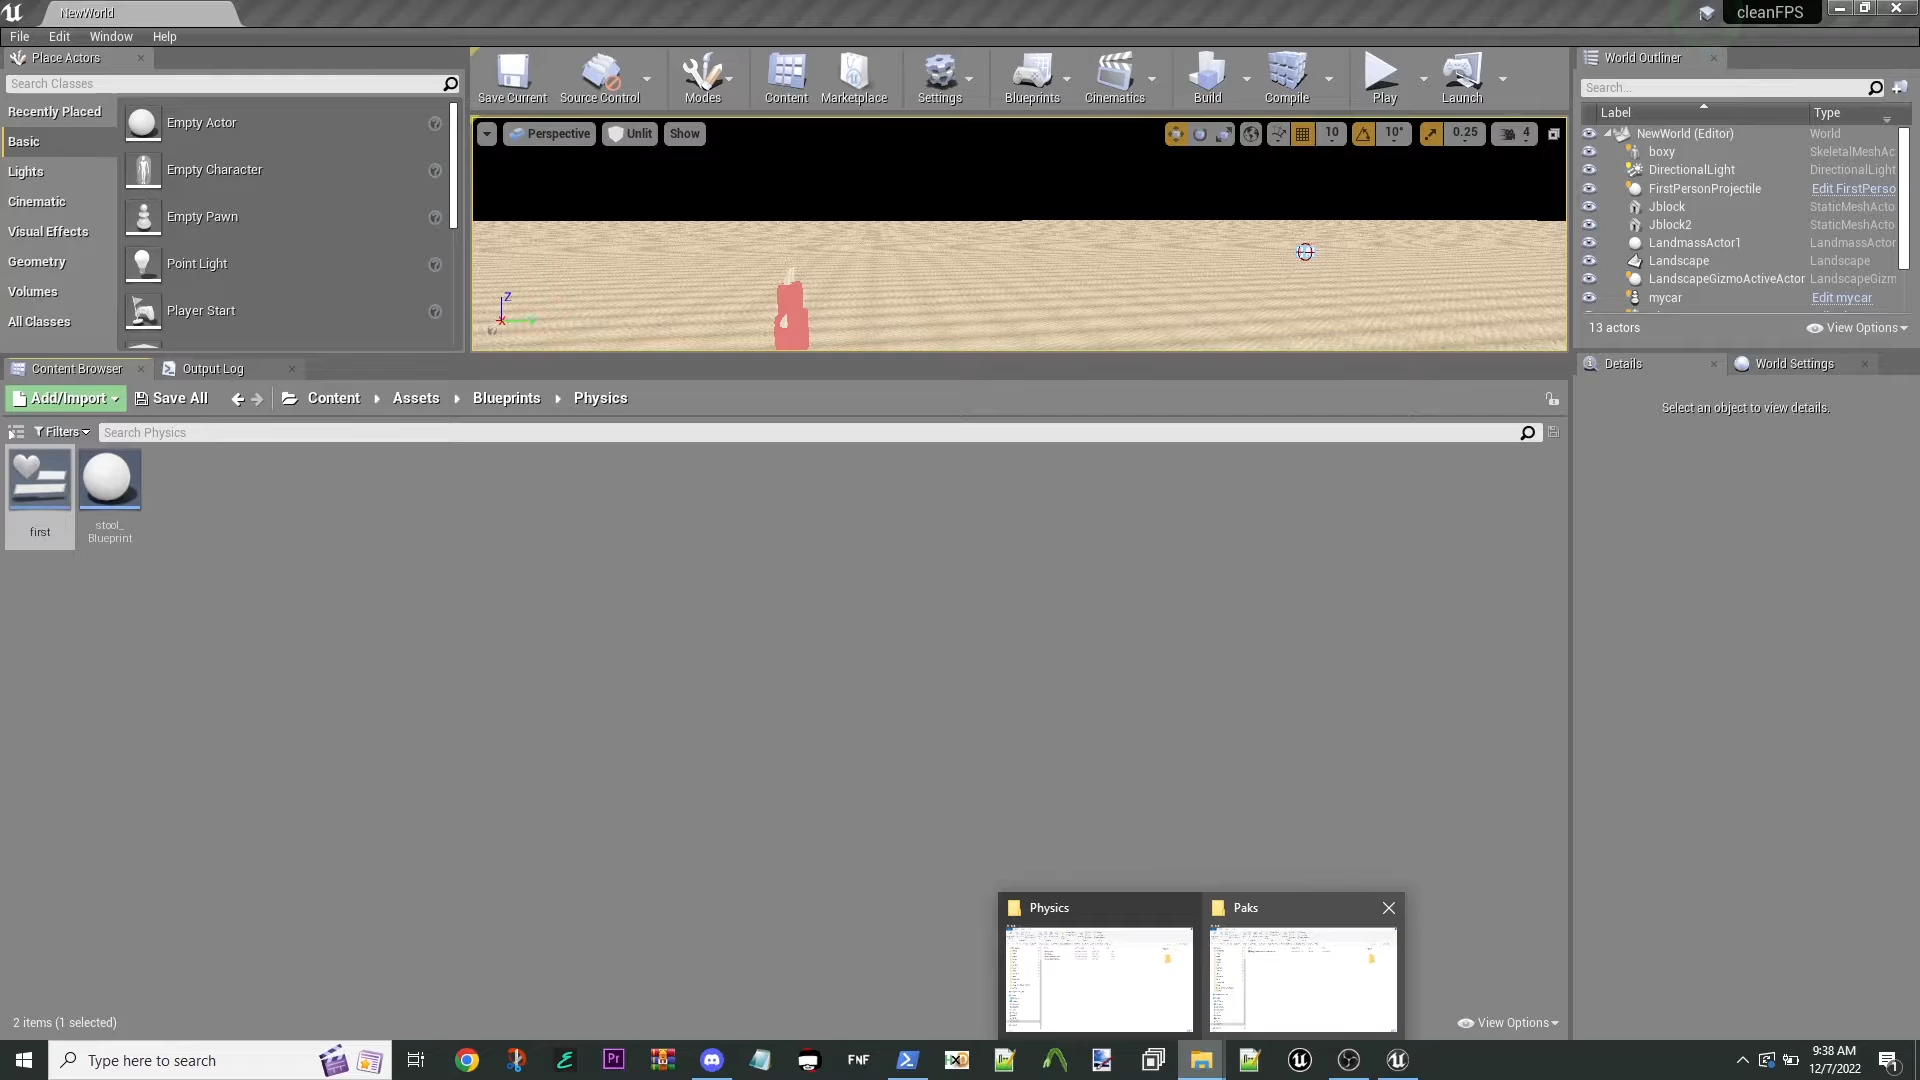 NewWorld
cleanFPS
File Edit Window Help
Place Actors
Search Classes
Recently Placed
Basic
Lights
Cinematic
Visual Effects
Geometry
Volumes
All Classes
Empty Actor
Empty Character
Empty Pawn
Point Light
Player Start
Save Current Source Control Modes Content Marketplace Settings Blueprints Cinematics Build Compile Play Launch
Perspective Unlit Show
10 10° 0.25 4
Z
World Outliner
Search...
Label Type
NewWorld (Editor) World
boxy SkeletalMeshAc
DirectionalLight DirectionalLight
FirstPersonProjectile Edit FirstPerso
Jblock StaticMeshActo
Jblock2 StaticMeshActo
LandmassActor1 LandmassActor
Landscape Landscape
LandscapeGizmoActiveActor LandscapeGizm
mycar Edit mycar
13 actors View Options
Details World Settings
Select an object to view details.
Content Browser Output Log
Add/Import Save All Content Assets Blueprints Physics
Filters Search Physics
first
stool_
Blueprint
2 items (1 selected) View Options
Physics Paks
Type here to search
Pr
FNF
9:38 AM
12/7/2022
1